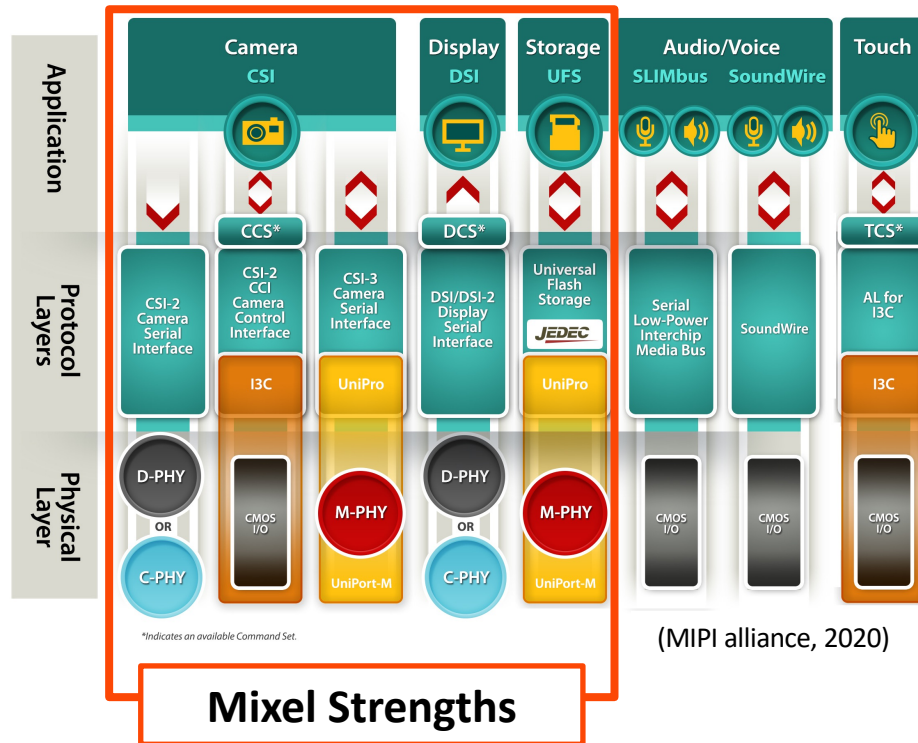 Application
Camera
CSI
Display
DSI
Storage
UFS
Audio/Voice
SLIMbus
SoundWire
Touch
Protocol
Layers
CCS*
DCS*
TCS*
CSI-2
Camera
Serial
Interface
CSI-2
CCI
Camera
Control
Interface
I3C
CSI-3
Camera
Serial
Interface
UniPro
DSI/DSI-2
Display
Serial
Interface
Universal
Flash
Storage
JEDEC
UniPro
Serial
Low-Power
Interchip
Media Bus
SoundWire
AL for
I3C
I3C
Physical
Layer
D-PHY
OR
C-PHY
CMOS
I/O
M-PHY
UniPort-M
D-PHY
OR
C-PHY
M-PHY
UniPort-M
CMOS
I/O
CMOS
I/O
CMOS
I/O
*Indicates an available Command Set.
(MIPI alliance, 2020)
Mixel Strengths